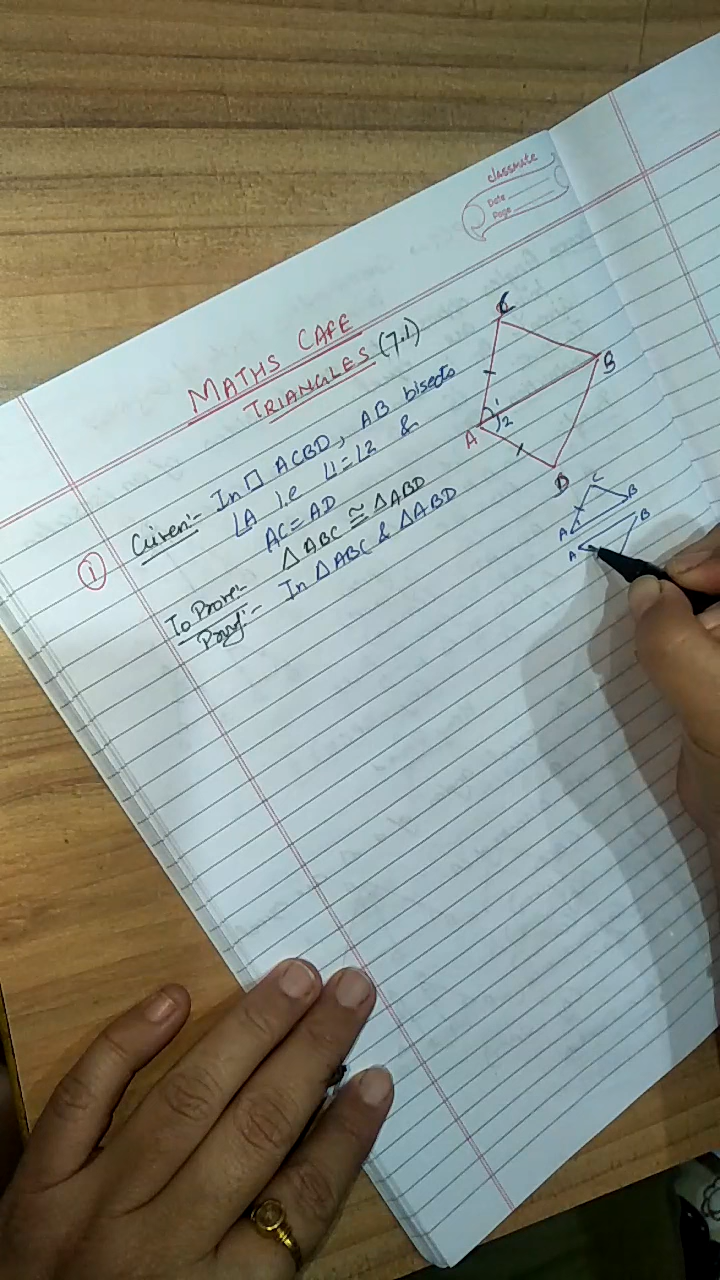 classmate
Date
Page
MATHS CAFE
TRIANGLES (7.1)
① Given:- In □ ACBD, AB bisects
∠A i.e ∠1=∠2 &
AC=AD
To Prove:- △ABC ≅ △ABD
Proof:- In △ABC & △ABD
C
B
A
1
2
D
C
A
B
A
B